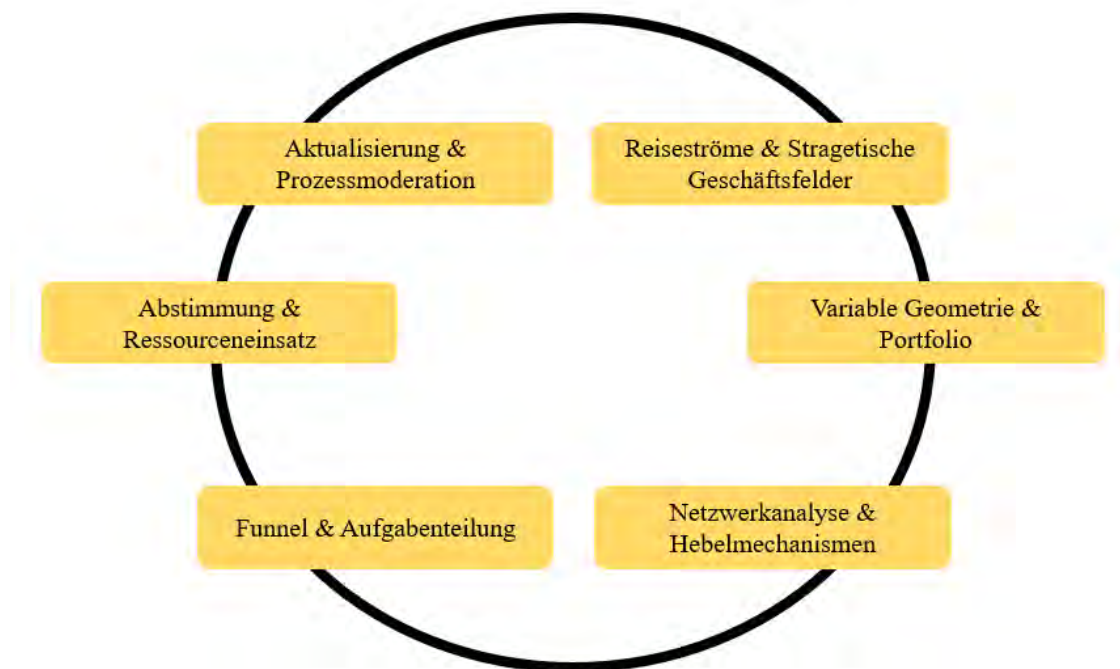 Aktualisierung &
Prozessmoderation
Reiseströme & Stragetische
Geschäftsfelder
Abstimmung &
Ressourceneinsatz
Variable Geometrie &
Portfolio
Funnel & Aufgabenteilung
Netzwerkanalyse &
Hebelmechanismen